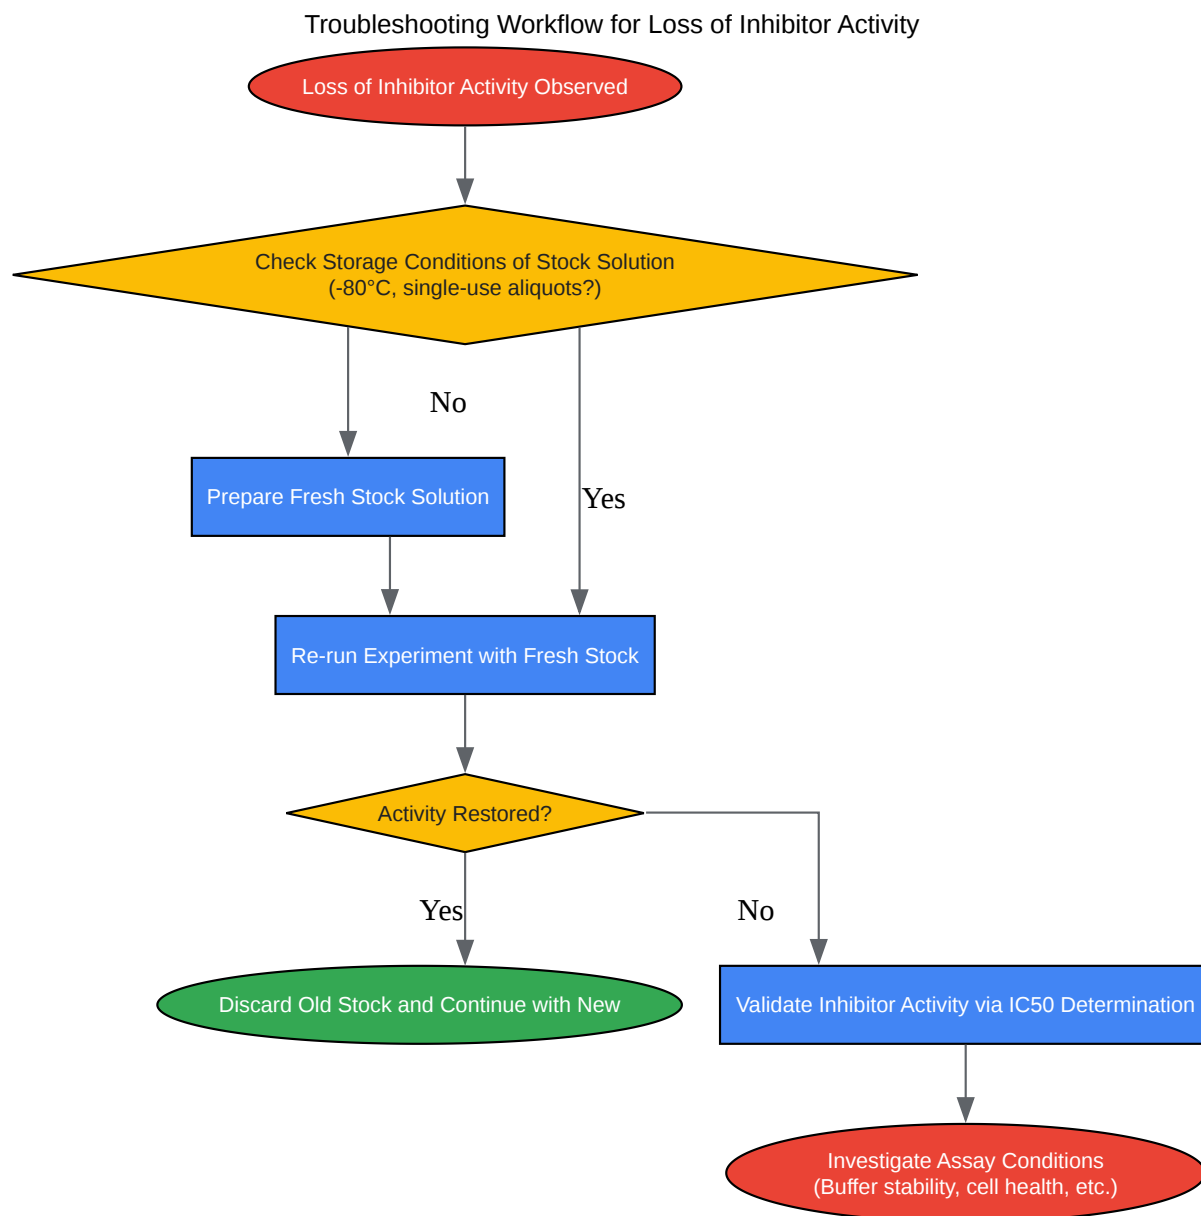 Troubleshooting Workflow for Loss of Inhibitor Activity
Loss of Inhibitor Activity Observed
Check Storage Conditions of Stock Solution
(-80°C, single-use aliquots?)
No
Prepare Fresh Stock Solution
Yes
Re-run Experiment with Fresh Stock
Activity Restored?
Yes
No
Discard Old Stock and Continue with New
Validate Inhibitor Activity via IC50 Determination
Investigate Assay Conditions
(Buffer stability, cell health, etc.)